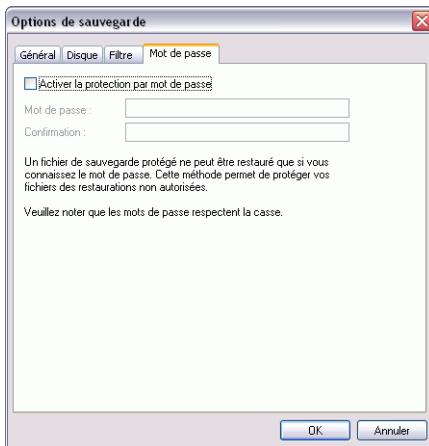 Options de sauvegarde
Général Disque Filtre Mot de passe
Activer la protection par mot de passe
Mot de passe :
Confirmation :
Un fichier de sauvegarde protégé ne peut être restauré que si vous
connaissez le mot de passe. Cette méthode permet de protéger vos
fichiers des restaurations non autorisées.
Veuillez noter que les mots de passe respectent la casse.
OK Annuler